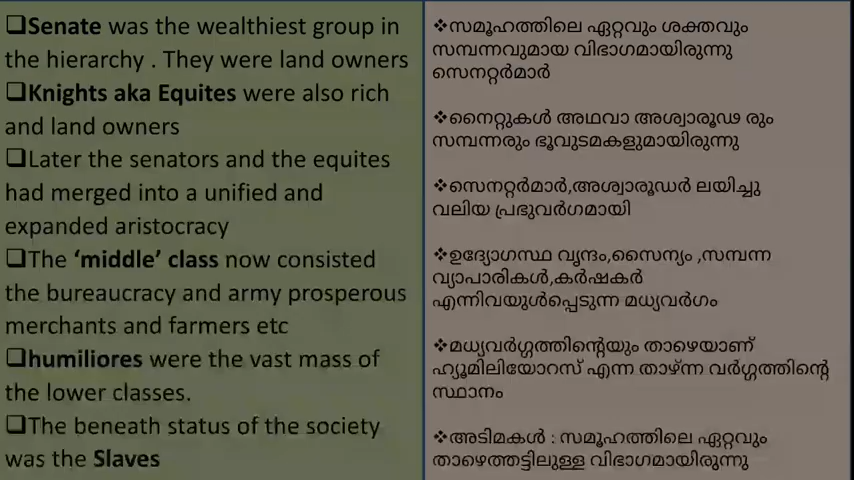 ❑Senate was the wealthiest group in
the hierarchy . They were land owners
❑Knights aka Equites were also rich
and land owners
❑Later the senators and the equites
had merged into a unified and
expanded aristocracy
❑The ‘middle’ class now consisted
the bureaucracy and army prosperous
merchants and farmers etc
❑humiliores were the vast mass of
the lower classes.
❑The beneath status of the society
was the Slaves
❖സമൂഹത്തിലെ ഏറ്റവും ശക്തവും
സമ്പന്നവുമായ വിഭാഗമായിരുന്നു
സെനറ്റർമാർ
❖നൈറ്റുകൾ അഥവാ അശ്വാരൂഢ രും
സമ്പന്നരും ഭൂവുടമകളുമായിരുന്നു
❖സെനറ്റർമാർ,അശ്വാരൂഡർ ലയിച്ചു
വലിയ പ്രഭുവർഗമായി
❖ഉദ്യോഗസ്ഥ വൃന്ദം,സൈന്യം ,സമ്പന്ന
വ്യാപാരികൾ,കർഷകർ
എന്നിവയുൾപ്പെടുന്ന മധ്യവർഗം
❖മധ്യവർഗ്ഗത്തിന്റെയും താഴെയാണ്
ഹ്യൂമിലിയോറസ് എന്ന താഴ്ന്ന വർഗ്ഗത്തിന്റെ
സ്ഥാനം
❖അടിമകൾ : സമൂഹത്തിലെ ഏറ്റവും
താഴെത്തട്ടിലുള്ള വിഭാഗമായിരുന്നു